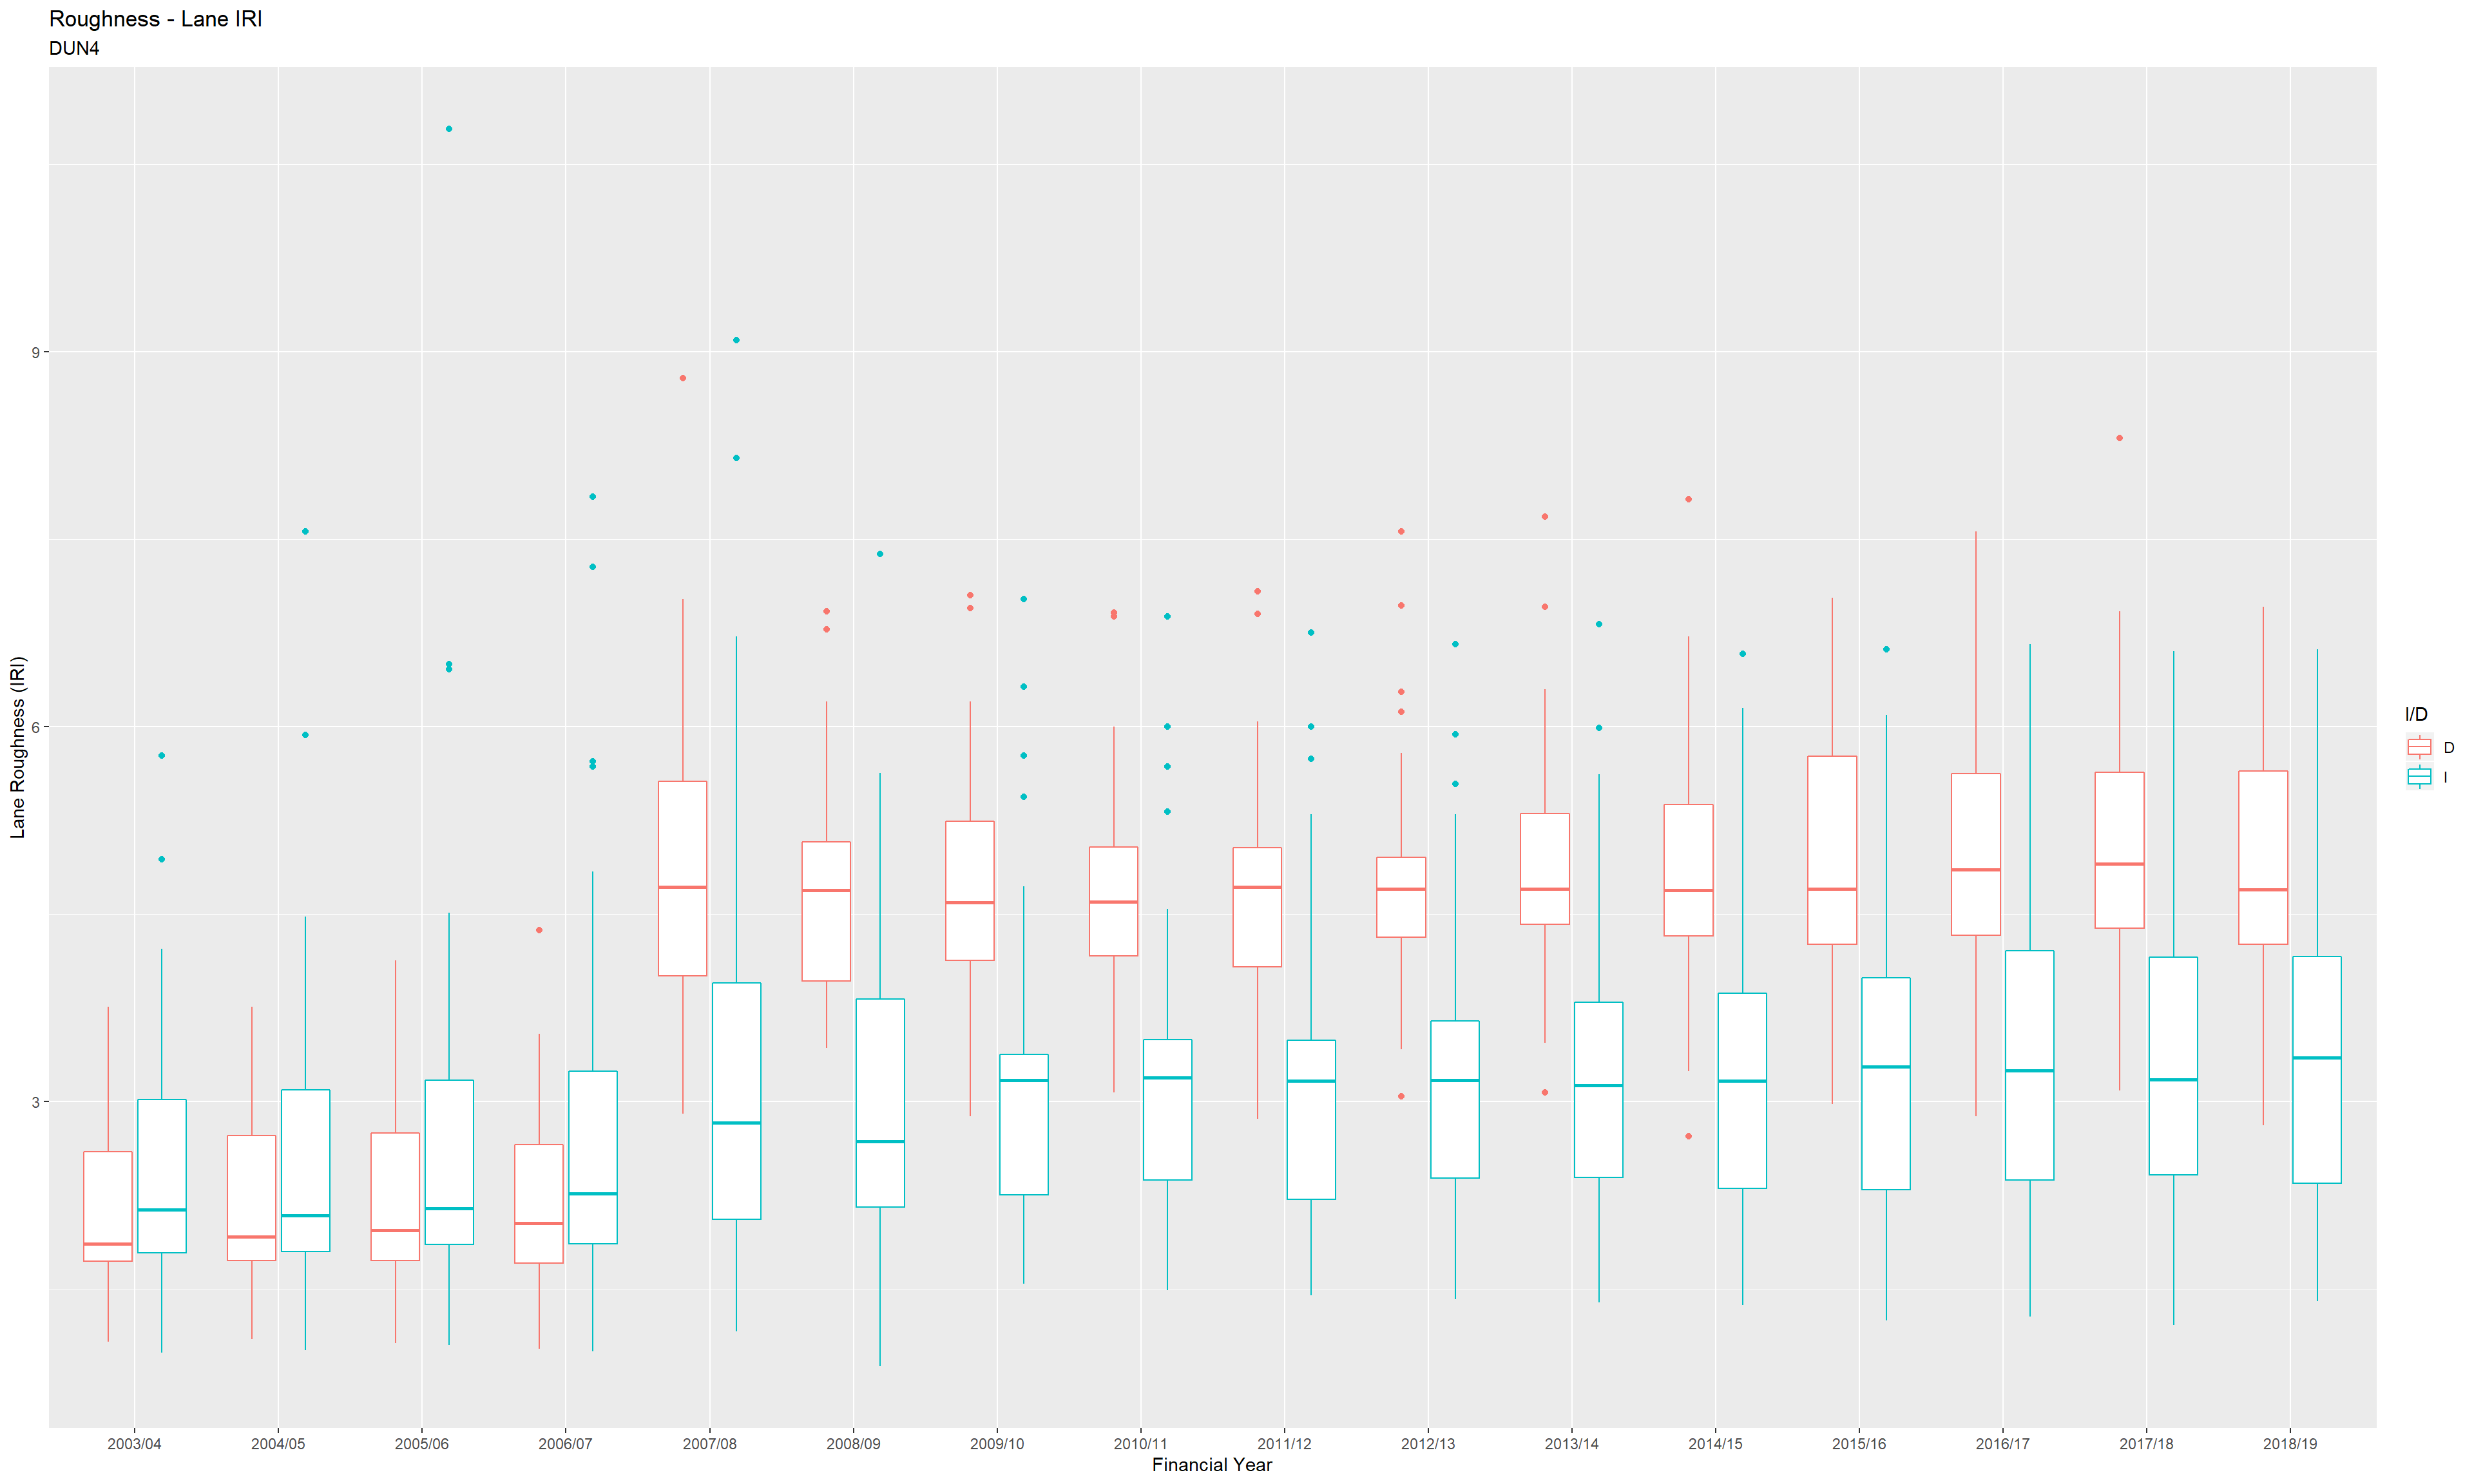 Roughness - Lane IRI
DUN4
Lane Roughness (IRI)
9
6
3
2003/04 2004/05 2005/06 2006/07 2007/08 2008/09 2009/10 2010/11 2011/12 2012/13 2013/14 2014/15 2015/16 2016/17 2017/18 2018/19
Financial Year
I/D
D
I